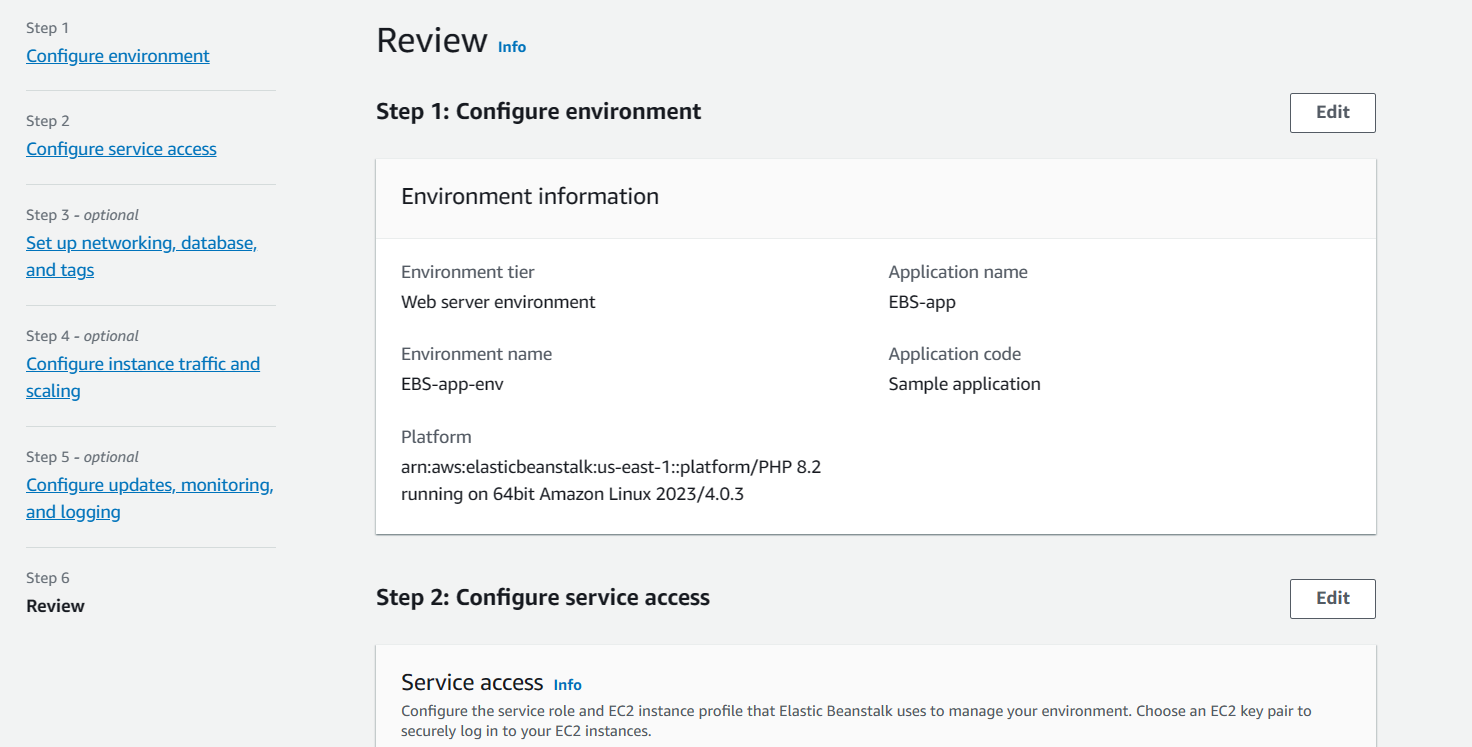 Step 1
Configure environment
Step 2
Configure service access
Step 3 - optional
Set up networking, database,
and tags
Step 4 - optional
Configure instance traffic and
scaling
Step 5 - optional
Configure updates, monitoring,
and logging
Step 6
Review
Review Info
Step 1: Configure environment
Edit
Environment information
Environment tier
Web server environment
Application name
EBS-app
Environment name
EBS-app-env
Application code
Sample application
Platform
arn:aws:elasticbeanstalk:us-east-1::platform/PHP 8.2
running on 64bit Amazon Linux 2023/4.0.3
Step 2: Configure service access
Edit
Service access Info
Configure the service role and EC2 instance profile that Elastic Beanstalk uses to manage your environment. Choose an EC2 key pair to
securely log in to your EC2 instances.